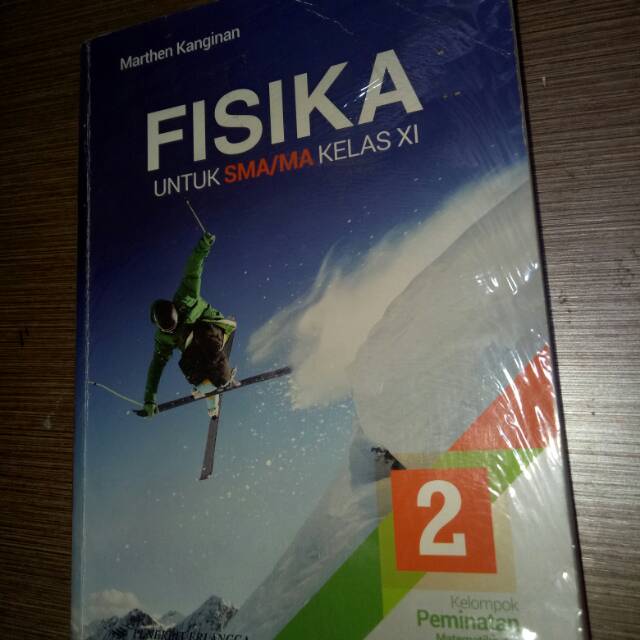 Marthen Kanginan
FISIKA
UNTUK SMA/MA KELAS XI
2
Kelompok
Peminatan